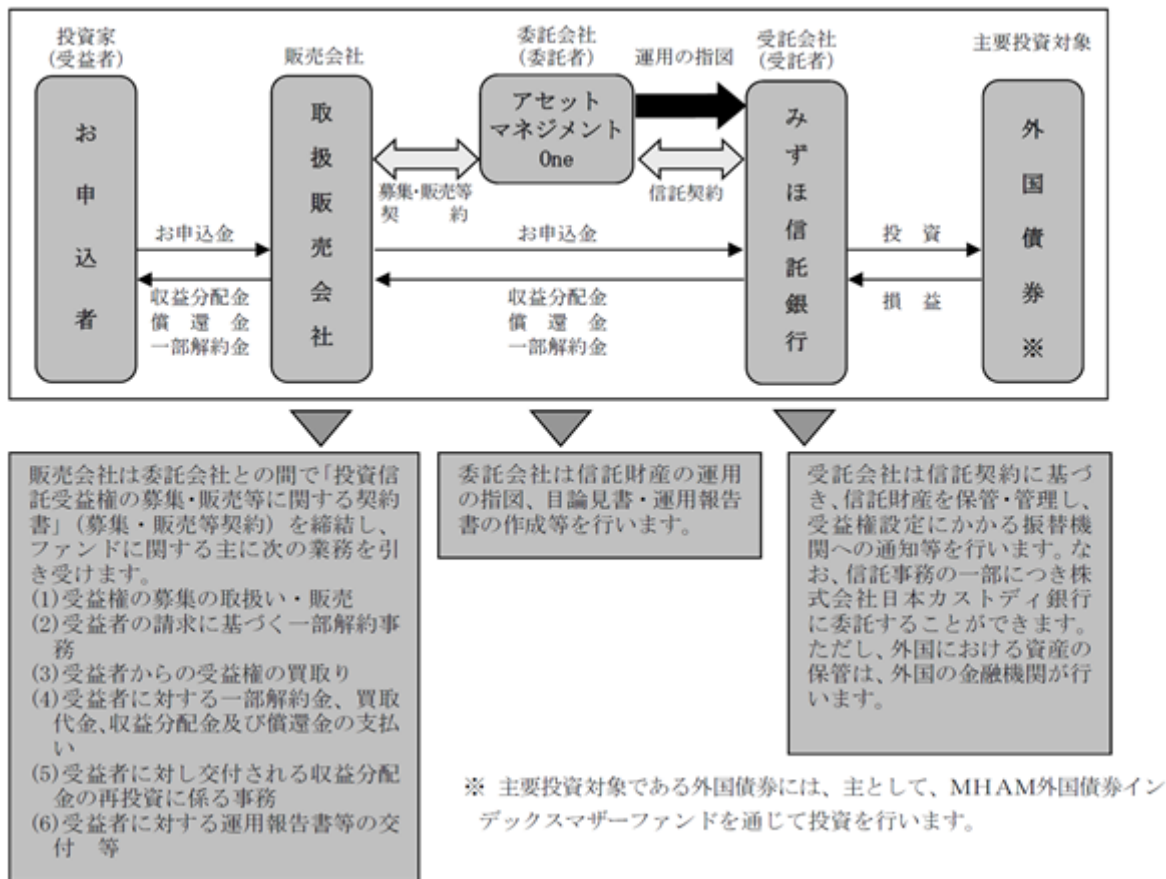 投資家
(受益者)
販売会社
委託会社
(委託者)
運用の指図
受託会社
(受託者)
主要投資対象
お申込者
取扱販売会社
アセット
マネジメント
One
みずほ信託銀行
外国債券※
募集・販売等
契　約
信託契約
お申込金
収益分配金
償　還　金
一部解約金
お申込金
収益分配金
償　還　金
一部解約金
投　資
損　益
販売会社は委託会社との間で「投資信
託受益権の募集・販売等に関する契約
書」（募集・販売等契約）を締結し、
ファンドに関する主に次の業務を引
き受けます。
(1)受益権の募集の取扱い・販売
(2)受益者の請求に基づく一部解約事
務
(3)受益者からの受益権の買取り
(4)受益者に対する一部解約金、買取
代金、収益分配金及び償還金の支払
い
(5)受益者に対し交付される収益分配
金の再投資に係る事務
(6)受益者に対する運用報告書等の交
付　等
委託会社は信託財産の運用
の指図、目論見書・運用報告
書の作成等を行います。
受託会社は信託契約に基づ
き、信託財産を保管・管理し、
受益権設定にかかる振替機
関への通知等を行います。な
お、信託事務の一部につき株
式会社日本カストディ銀行
に委託することができます。
ただし、外国における資産の
保管は、外国の金融機関が行
います。
※ 主要投資対象である外国債券には、主として、MHAM外国債券イン
デックスマザーファンドを通じて投資を行います。